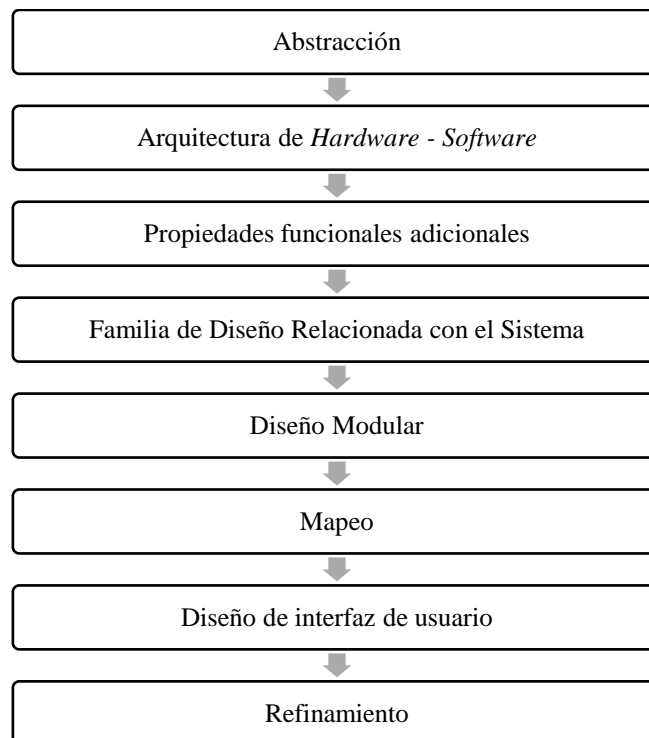 Abstracción
Arquitectura de Hardware - Software
Propiedades funcionales adicionales
Familia de Diseño Relacionada con el Sistema
Diseño Modular
Mapeo
Diseño de interfaz de usuario
Refinamiento